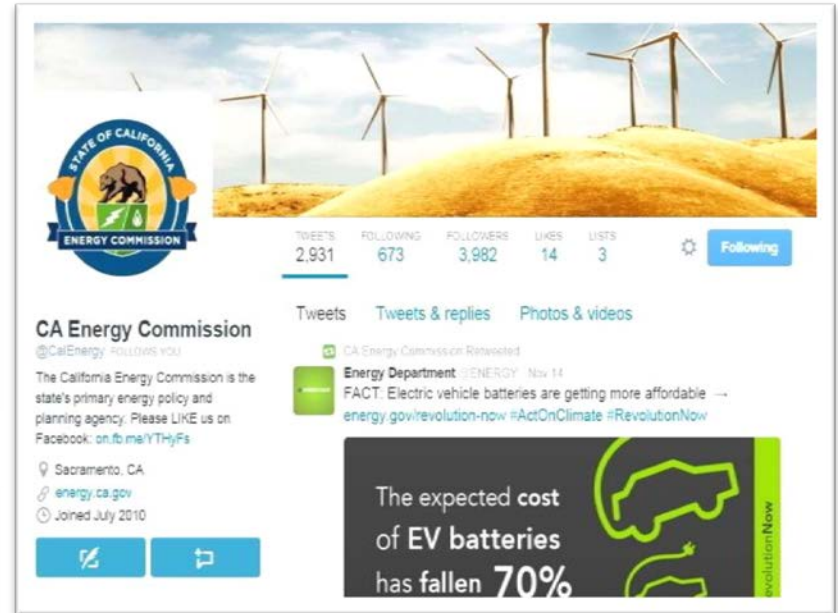 STATE OF CALIFORNIA
ENERGY COMMISSION
TWEETS FOLLOWING FOLLOWERS LIKES LISTS
2,931 673 3,982 14 3
Following
CA Energy Commission
@CalEnergy FOLLOWS YOU
The California Energy Commission is the
state's primary energy policy and
planning agency. Please LIKE us on
Facebook: on.fb.me/YTHyFs
Sacramento, CA
energy.ca.gov
Joined July 2010
Tweets Tweets & replies Photos & videos
CA Energy Commission Retweeted
Energy Department @ENERGY Nov 14
FACT: Electric vehicle batteries are getting more affordable →
energy.gov/revolution-now #ActOnClimate #RevolutionNow
The expected cost
of EV batteries
has fallen 70%
evolutionNow